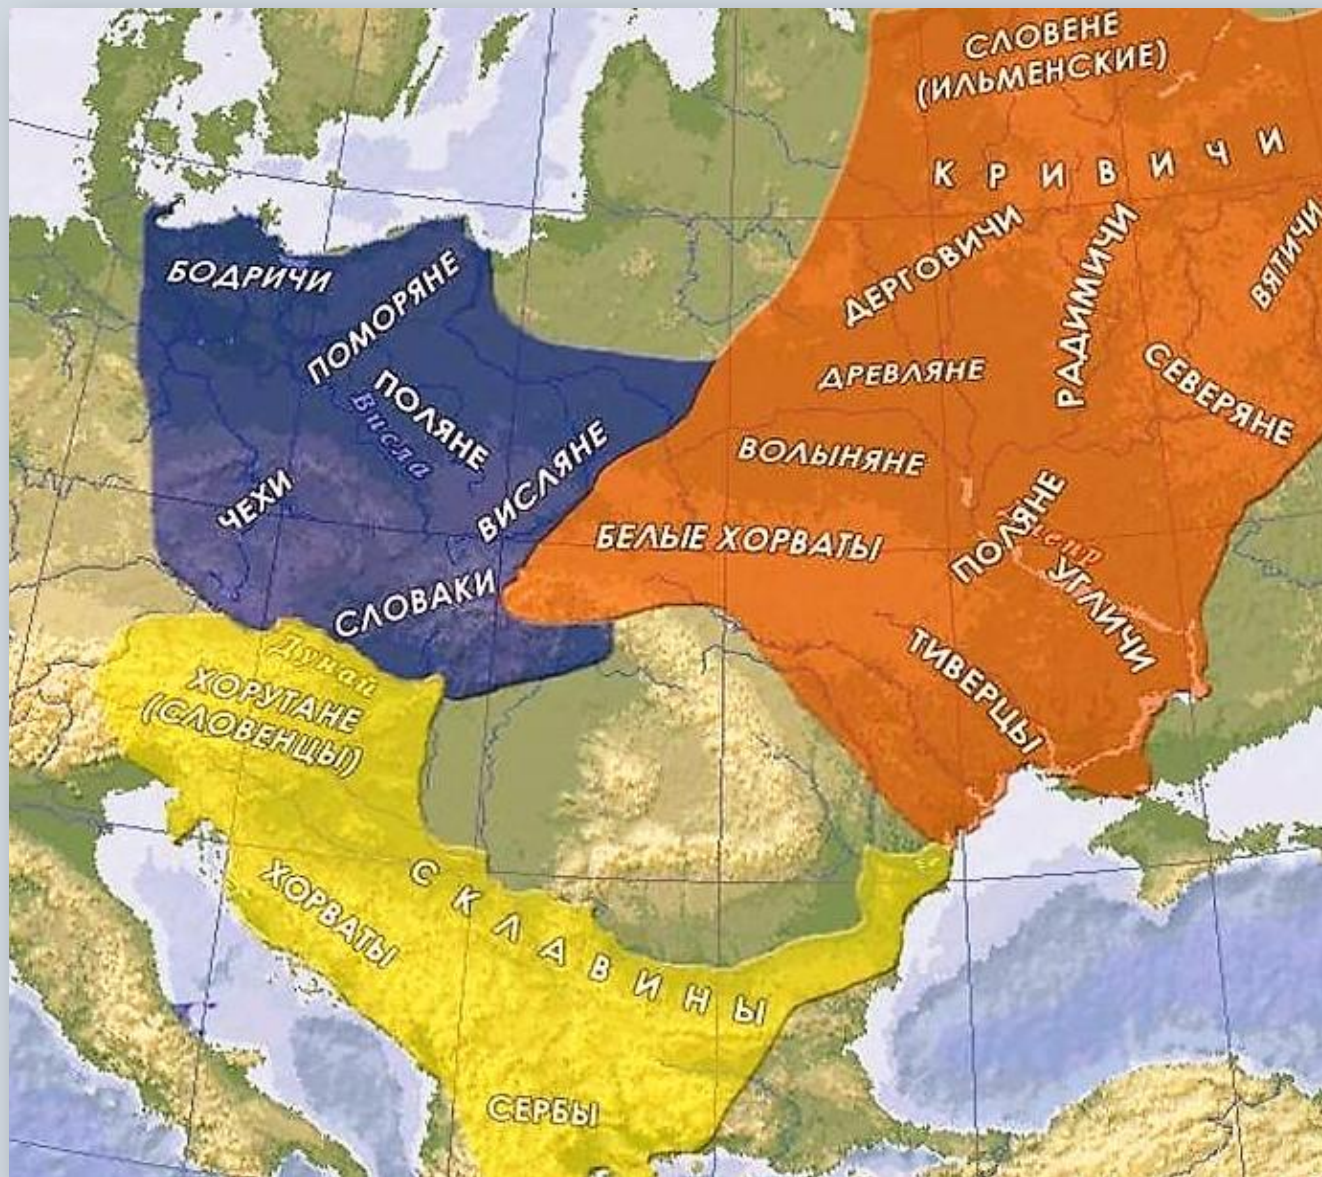 СЛОВЕНЕ
(ИЛЬМЕНСКИЕ)
КРИВИЧИ
ДЕРГОВИЧИ
РАДИМИЧИ
ВЯТИЧИ
БОДРИЧИ
ПОМОРЯНЕ
ПОЛЯНЕ
Висла
ДРЕВЛЯНЕ
СЕВЕРЯНЕ
ВОЛЫНЯНЕ
ВИСЛЯНЕ
ЧЕХИ
БЕЛЫЕ ХОРВАТЫ
ПОЛЯНЕ
УГЛИЧИ
СЛОВАКИ
ТИВЕРЦЫ
Дунай
ХОРУТАНЕ
(СЛОВЕНЦЫ)
ХОРВАТЫ
СКЛАВИНЫ
СЕРБЫ